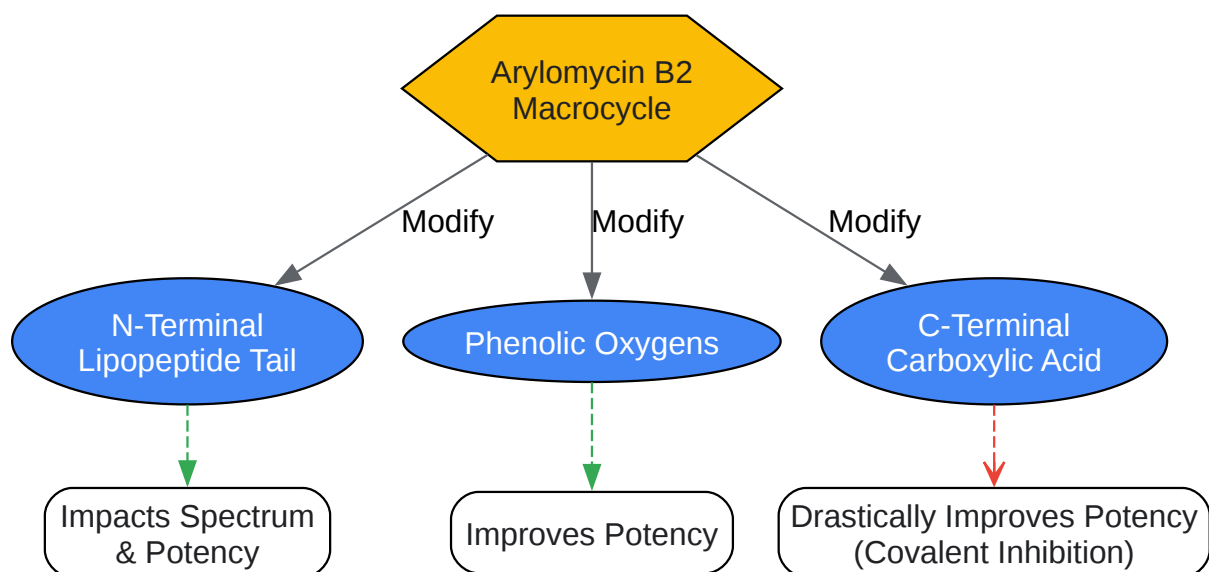 Arylomycin B2
Macrocycle
Modify
Modify
Modify
N-Terminal
Lipopeptide Tail
Phenolic Oxygens
C-Terminal
Carboxylic Acid
Impacts Spectrum
& Potency
Improves Potency
Drastically Improves Potency
(Covalent Inhibition)